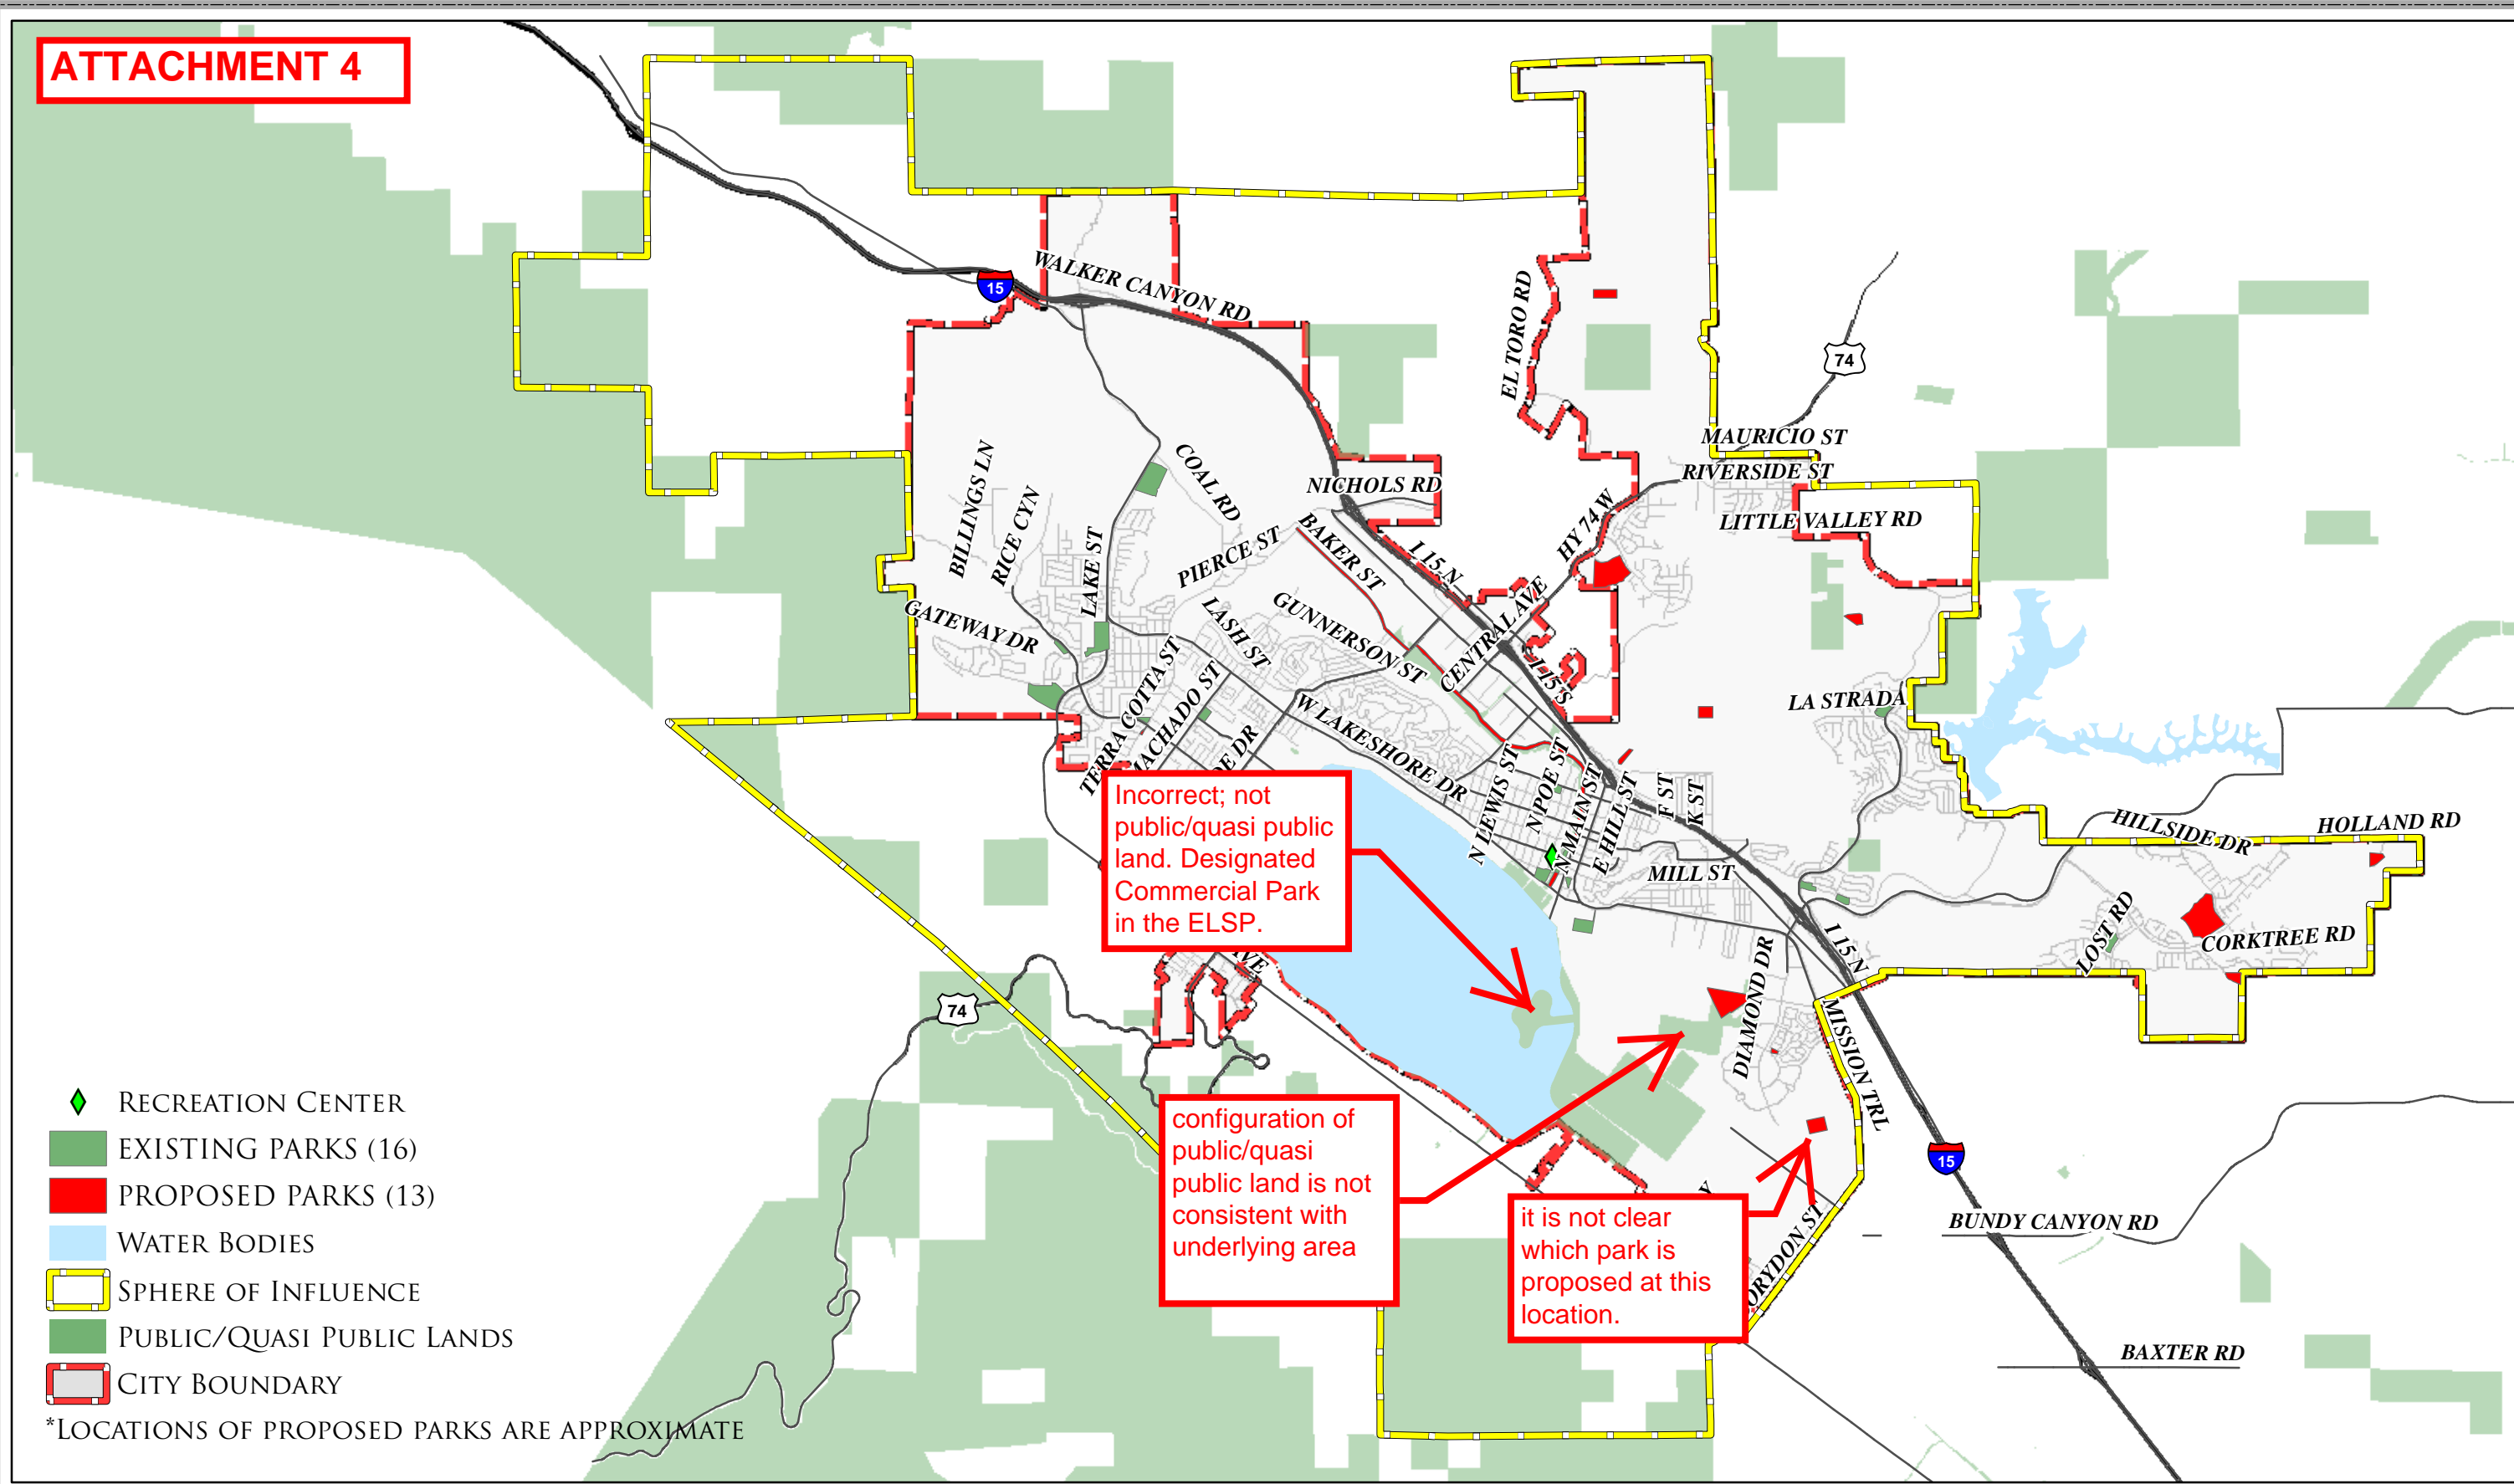 ATTACHMENT 4
15
WALKER CANYON RD
EL TORO RD
74
MAURICIO ST
RIVERSIDE ST
NICHOLS RD
LITTLE VALLEY RD
BILLINGS LN
RICE CYN
LAKE ST
COAL RD
PIERCE ST
BAKER ST
I 15 N
HY 74 W
GATEWAY DR
LASH ST
GUNNERSON ST
CENTRAL AVE
I-15 S
LA STRADA
TERRA COTTA ST
MACHADO ST
DE DR
W LAKESHORE DR
N LEWIS ST
N POE ST
N MAIN ST
E HILL ST
F ST
K ST
MILL ST
HILLSIDE DR
HOLLAND RD
LOST RD
CORKTREE RD
Incorrect; not
public/quasi public
land. Designated
Commercial Park
in the ELSP.
AVE
DIAMOND DR
I 15 N
MISSION TRL
74
configuration of
public/quasi
public land is not
consistent with
underlying area
it is not clear
which park is
proposed at this
location.
Y
ORYDON ST
15
BUNDY CANYON RD
BAXTER RD
RECREATION CENTER
EXISTING PARKS (16)
PROPOSED PARKS (13)
WATER BODIES
SPHERE OF INFLUENCE
PUBLIC/QUASI PUBLIC LANDS
CITY BOUNDARY
*LOCATIONS OF PROPOSED PARKS ARE APPROXIMATE